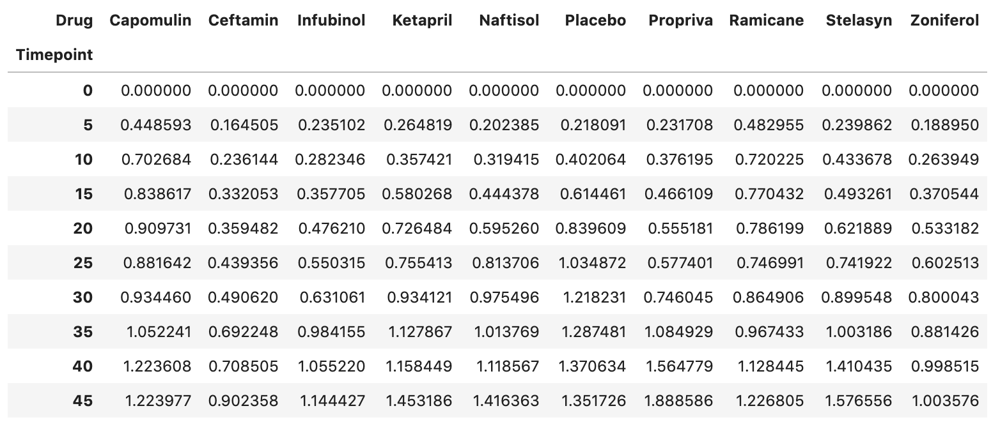 Drug Capomulin Ceftamin Infubinol Ketapril Naftisol Placebo Propriva Ramicane Stelasyn Zoniferol
Timepoint
0 0.000000 0.000000 0.000000 0.000000 0.000000 0.000000 0.000000 0.000000 0.000000 0.000000
5 0.448593 0.164505 0.235102 0.264819 0.202385 0.218091 0.231708 0.482955 0.239862 0.188950
10 0.702684 0.236144 0.282346 0.357421 0.319415 0.402064 0.376195 0.720225 0.433678 0.263949
15 0.838617 0.332053 0.357705 0.580268 0.444378 0.614461 0.466109 0.770432 0.493261 0.370544
20 0.909731 0.359482 0.476210 0.726484 0.595260 0.839609 0.555181 0.786199 0.621889 0.533182
25 0.881642 0.439356 0.550315 0.755413 0.813706 1.034872 0.577401 0.746991 0.741922 0.602513
30 0.934460 0.490620 0.631061 0.934121 0.975496 1.218231 0.746045 0.864906 0.899548 0.800043
35 1.052241 0.692248 0.984155 1.127867 1.013769 1.287481 1.084929 0.967433 1.003186 0.881426
40 1.223608 0.708505 1.055220 1.158449 1.118567 1.370634 1.564779 1.128445 1.410435 0.998515
45 1.223977 0.902358 1.144427 1.453186 1.416363 1.351726 1.888586 1.226805 1.576556 1.003576